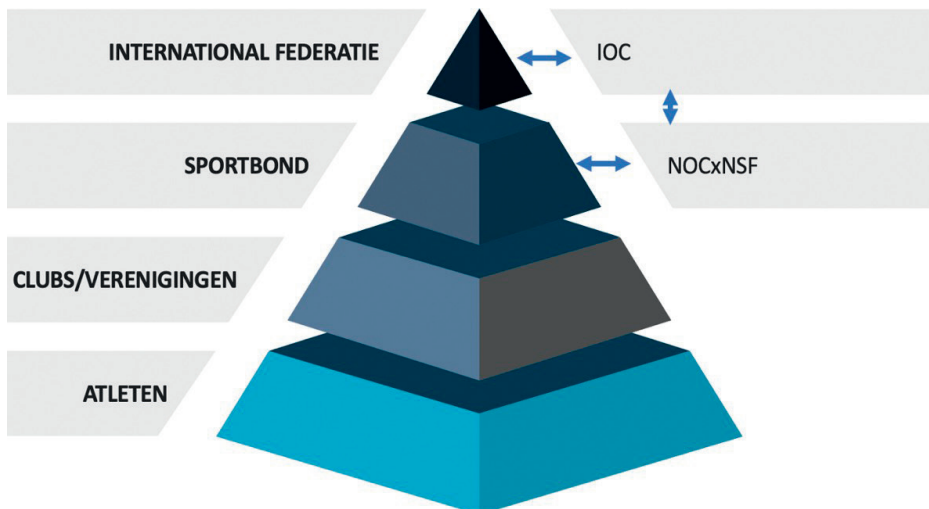 INTERNATIONAL FEDERATIE
IOC
SPORTBOND
NOCxNSF
CLUBS/VERENIGINGEN
ATLETEN